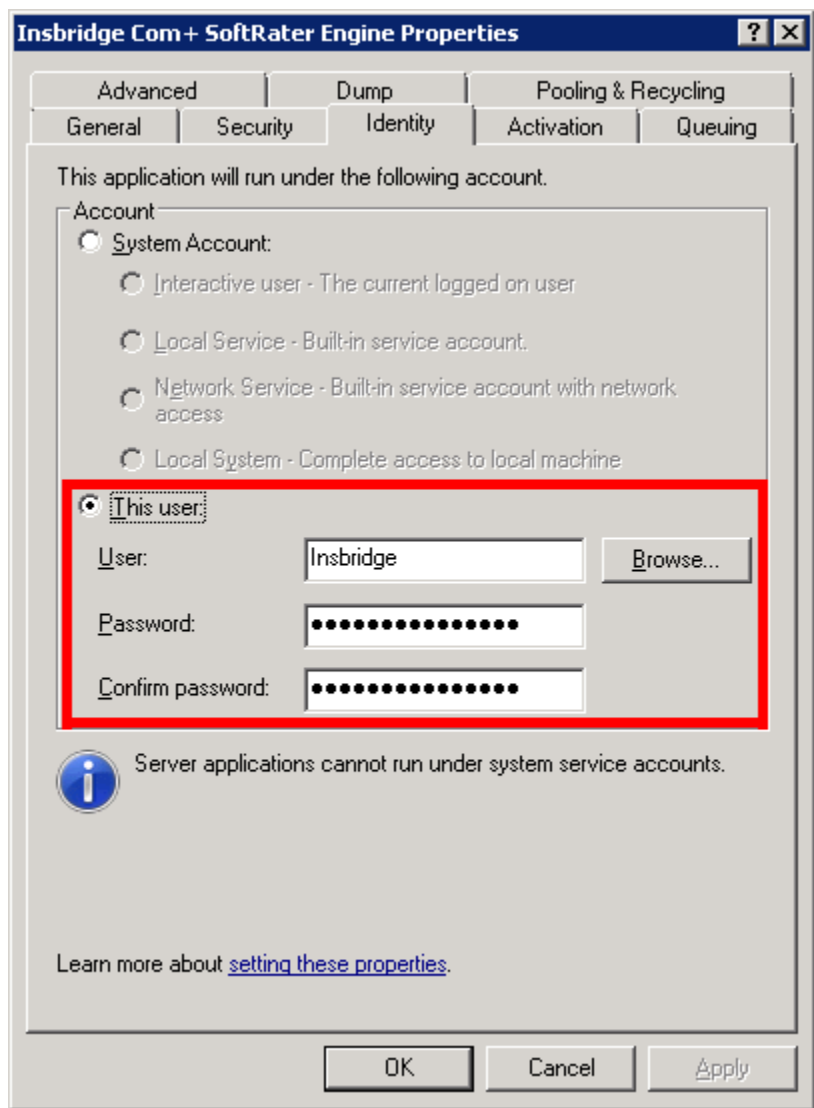 Insbridge Com+ SoftRater Engine Properties
Advanced Dump Pooling & Recycling
General Security Identity Activation Queuing
This application will run under the following account.
Account
System Account:
Interactive user - The current logged on user
Local Service - Built-in service account.
Network Service - Built-in service account with network
access
Local System - Complete access to local machine
This user:
User: Insbridge Browse...
Password: ●●●●●●●●●●●●●●●
Confirm password: ●●●●●●●●●●●●●●●
Server applications cannot run under system service accounts.
Learn more about setting these properties.
OK Cancel Apply